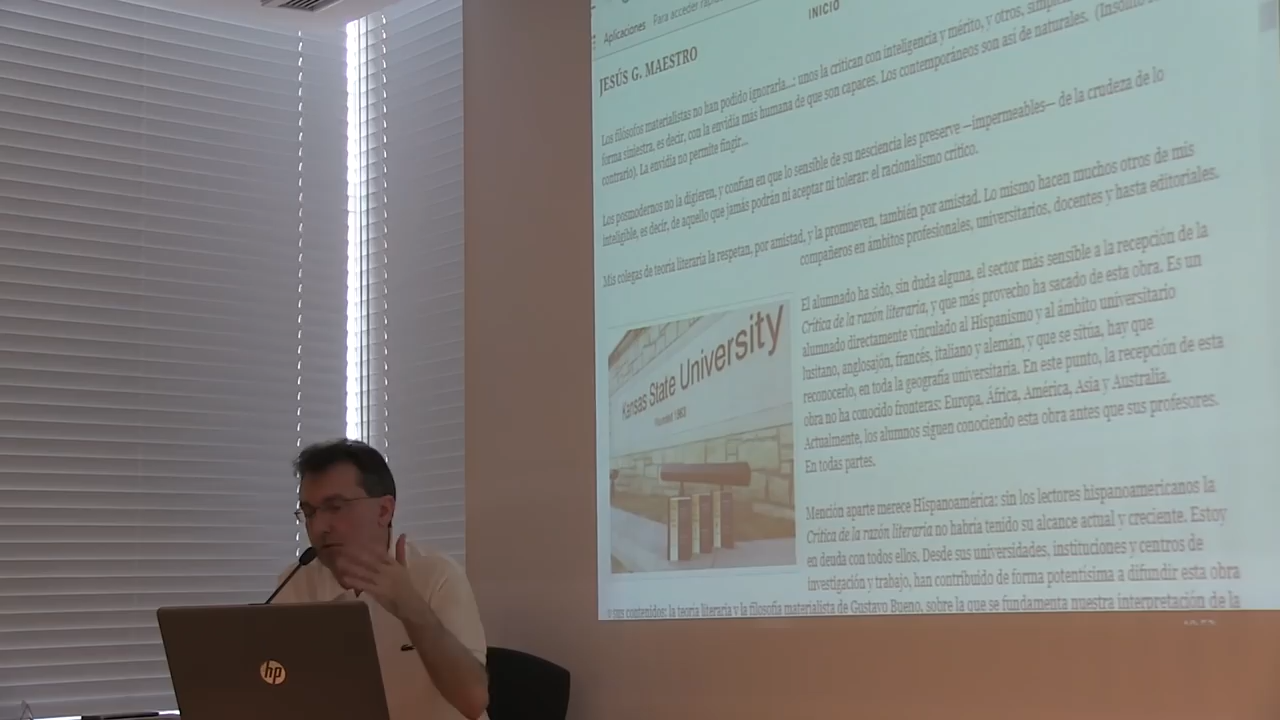 Aplicaciones
Para acceder
INICIO
JESÚS G. MAESTRO
Los filósofos materialistas no han podido ignorarla...: unos la critican con inteligencia y mérito, y otros,
forma siniestra, es decir, con la envidia más humana de que son capaces. Los contemporáneos son así de naturales.
contrario). La envidia no permite fingir...
Los posmodernos no la digieren, y confían en que lo sensible de su nesciencia les preserve —impermeables— de la crudeza de lo
inteligible, es decir, de aquello que jamás podrán ni aceptar ni tolerar: el racionalismo crítico.
Mis colegas de teoría literaria la respetan, por amistad, y la promueven, también por amistad. Lo mismo hacen muchos otros de mis
compañeros en ámbitos profesionales, universitarios, docentes y hasta editoriales.
El alumnado ha sido, sin duda alguna, el sector más sensible a la recepción de la
Crítica de la razón literaria, y que más provecho ha sacado de esta obra. Es un
alumnado directamente vinculado al Hispanismo y al ámbito universitario
lusitano, anglosajón, francés, italiano y alemán, y que se sitúa, hay que
reconocerlo, en toda la geografía universitaria. En este punto, la recepción de esta
obra no ha conocido fronteras: Europa, África, América, Asia y Australia.
Actualmente, los alumnos siguen conociendo esta obra antes que sus profesores.
En todas partes.
Mención aparte merece Hispanoamérica: sin los lectores hispanoamericanos la
Crítica de la razón literaria no habría tenido su alcance actual y creciente. Estoy
en deuda con todos ellos. Desde sus universidades, instituciones y centros de
investigación y trabajo, han contribuido de forma potentísima a difundir esta obra
y sus contenidos: la teoría literaria y la filosofía materialista de Gustavo Bueno, sobre la que se fundamenta nuestra interpretación de la
Kansas State University
Founded 1863
hp